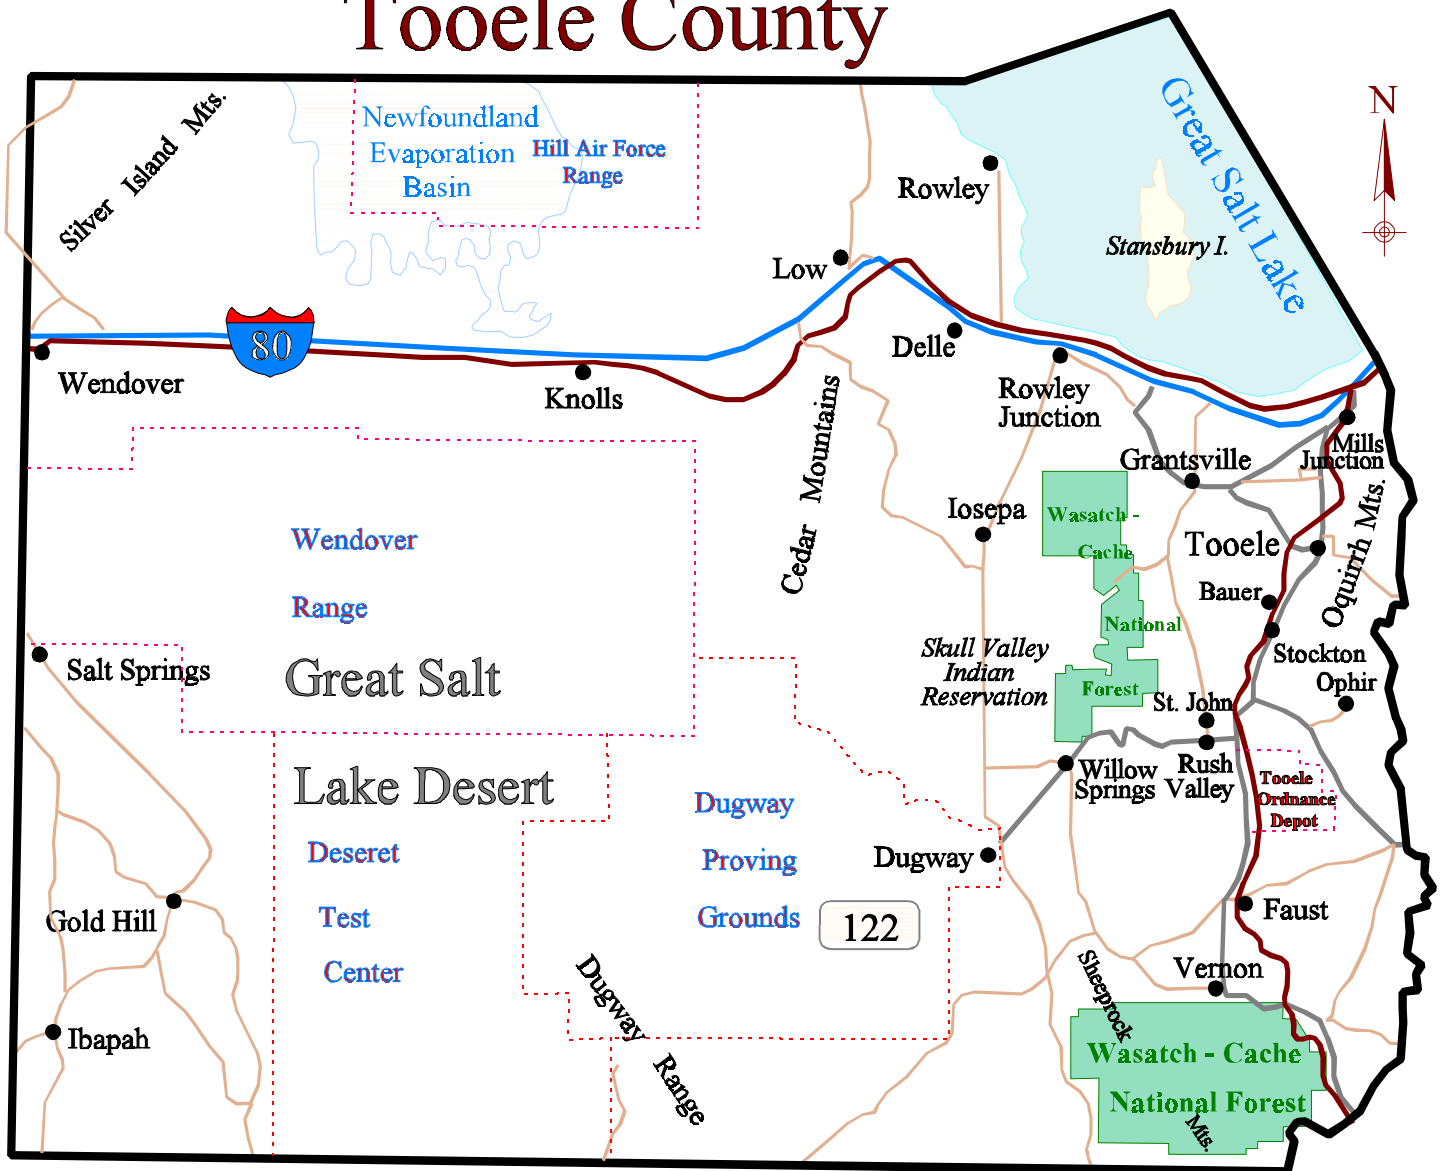 Tooele County
Silver Island Mts.
Newfoundland
Evaporation
Basin
Hill Air Force
Range
Great Salt Lake
N
Rowley
Stansbury I.
Low
80
Delle
Wendover
Knolls
Rowley
Junction
Cedar Mountains
Mills
Junction
Grantsville
Oquirrh Mts.
Iosepa
Wasatch -
Cache
National
Forest
Wendover
Range
Tooele
Bauer
Stockton
Ophir
Skull Valley
Indian
Reservation
Salt Springs
Great Salt
Lake Desert
St. John
Rush
Valley
Willow
Springs
Tooele
Ordnance
Depot
Dugway
Proving
Grounds
Dugway
Deseret
Test
Center
122
Gold Hill
Faust
Vernon
Dugway Range
Sheeprock Mts.
Ibapah
Wasatch - Cache
National Forest